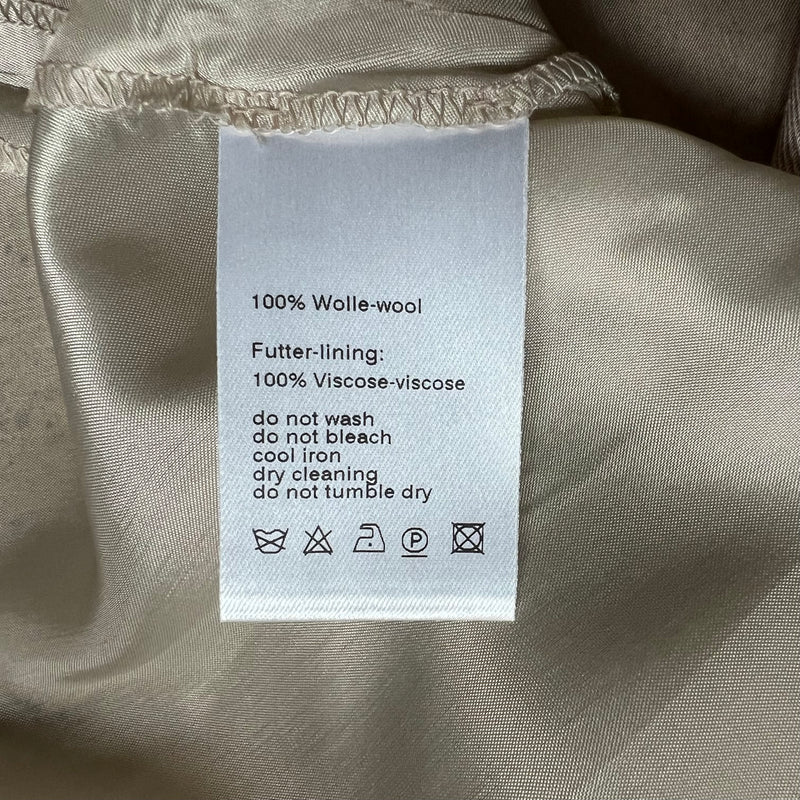 100% Wolle-wool
Futter-lining:
100% Viscose-viscose
do not wash
do not bleach
cool iron
dry cleaning
do not tumble dry
P